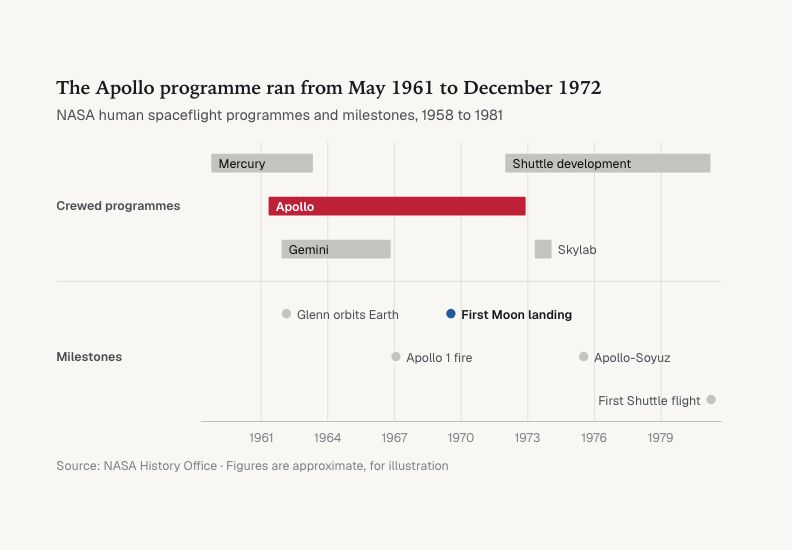 The Apollo programme ran from May 1961 to December 1972
NASA human spaceflight programmes and milestones, 1958 to 1981
Mercury
Shuttle development
Crewed programmes
Apollo
Gemini
Skylab
Glenn orbits Earth
First Moon landing
Milestones
Apollo 1 fire
Apollo-Soyuz
First Shuttle flight
1961 1964 1967 1970 1973 1976 1979
Source: NASA History Office · Figures are approximate, for illustration